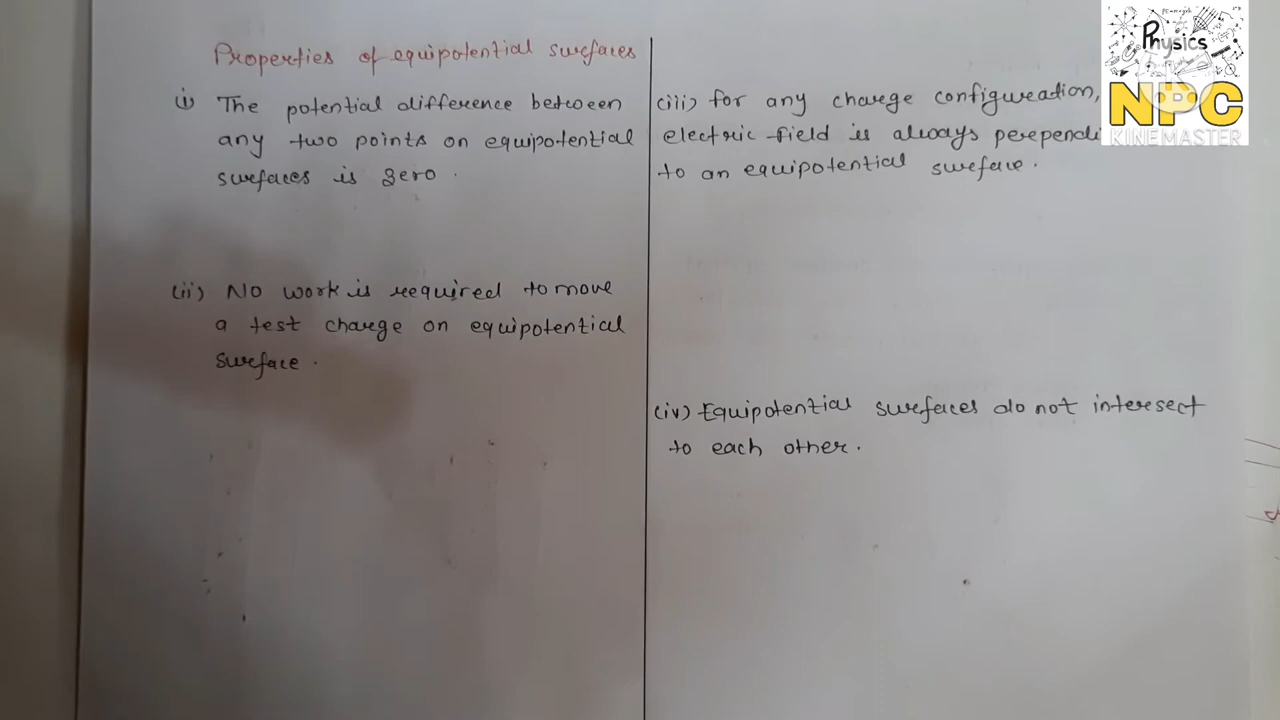 Properties of equipotential surfaces
(i) The potential difference between
any two points on equipotential
surfaces is zero.
(ii) No work is required to move
a test charge on equipotential
surface.
(iii) for any charge configuration,
electric field is always perpendi
to an equipotential surface.
(iv) Equipotential surfaces do not intersect
to each other.
Physics
NPC
KINEMASTER